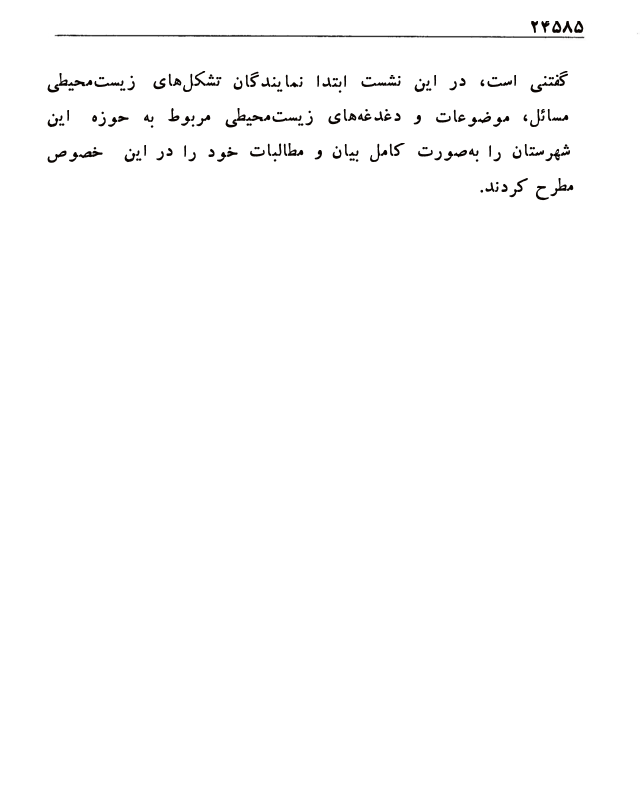 ۲۴۵۸۵
گفتنی است، در این نشست ابتدا نمایندگان تشکل‌های زیست‌محیطی
مسائل، موضوعات و دغدغه‌های زیست‌محیطی مربوط به حوزه این
شهرستان را به‌صورت کامل بیان و مطالبات خود را در این خصوص
مطرح کردند.